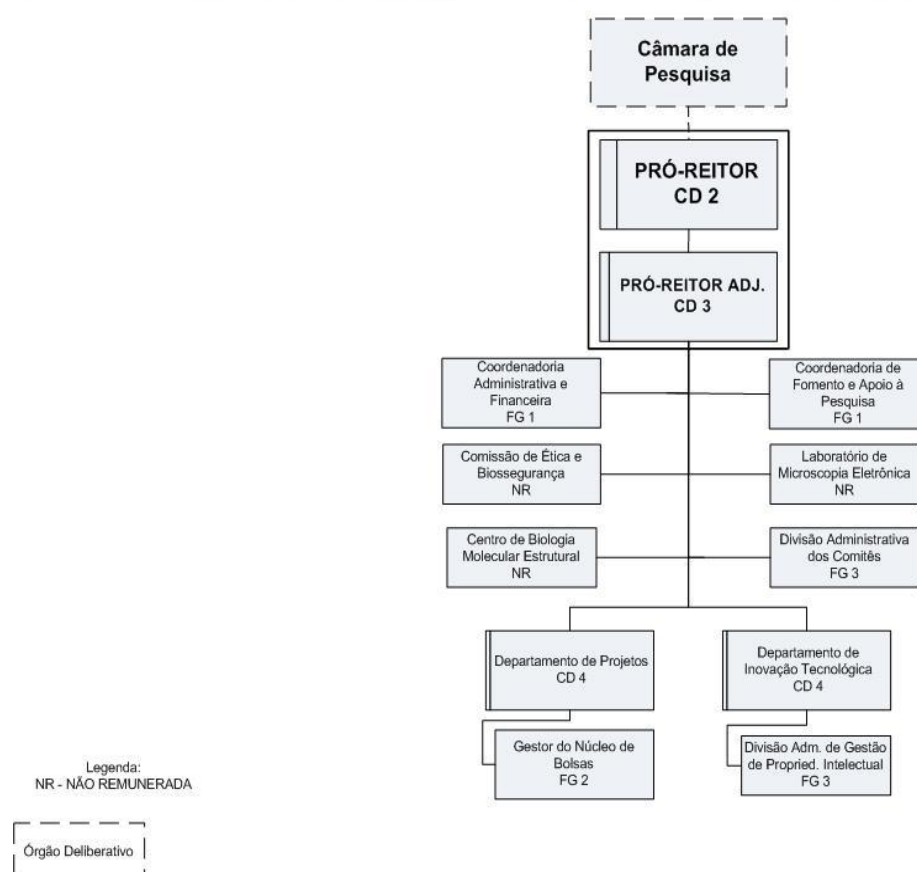 Câmara de
Pesquisa
PRÓ-REITOR
CD 2
PRÓ-REITOR ADJ.
CD 3
Coordenadoria
Administrativa e
Financeira
FG 1
Coordenadoria de
Fomento e Apoio à
Pesquisa
FG 1
Comissão de Ética e
Biossegurança
NR
Laboratório de
Microscopia Eletrônica
NR
Centro de Biologia
Molecular Estrutural
NR
Divisão Administrativa
dos Comitês
FG 3
Departamento de Projetos
CD 4
Departamento de
Inovação Tecnológica
CD 4
Gestor do Núcleo de
Bolsas
FG 2
Divisão Adm. de Gestão
de Propried. Intelectual
FG 3
Legenda:
NR - NÃO REMUNERADA
Órgão Deliberativo